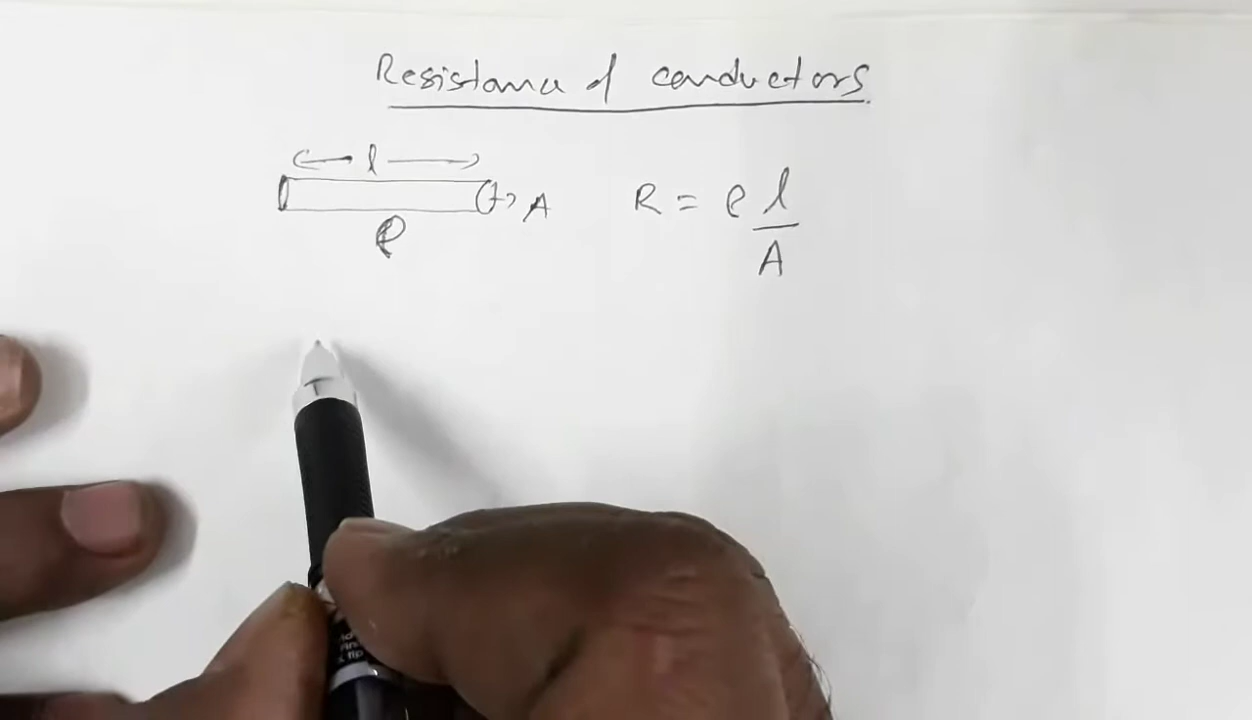 Resistance of conductors
l
A
ρ
R = ρ l
A